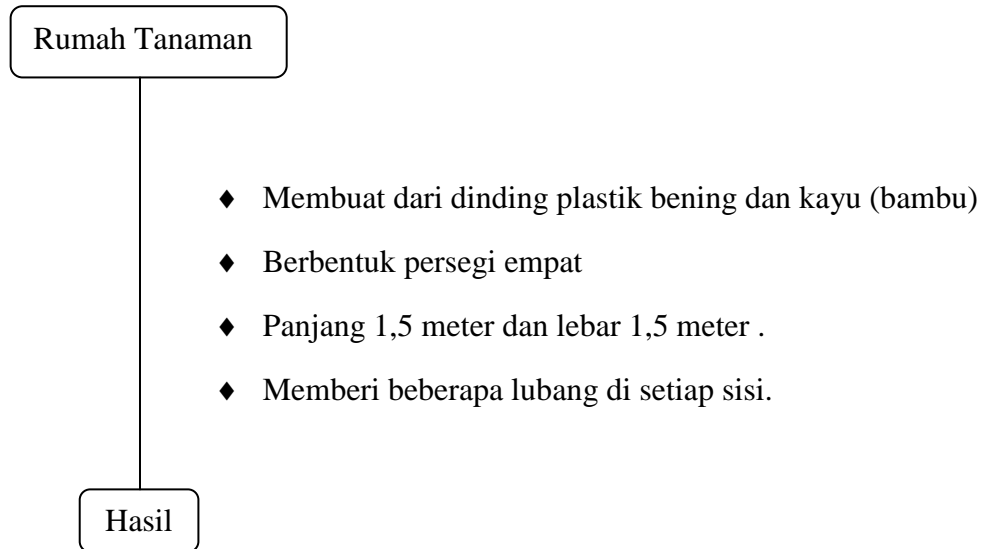 Rumah Tanaman
♦ Membuat dari dinding plastik bening dan kayu (bambu)
♦ Berbentuk persegi empat
♦ Panjang 1,5 meter dan lebar 1,5 meter .
♦ Memberi beberapa lubang di setiap sisi.
Hasil